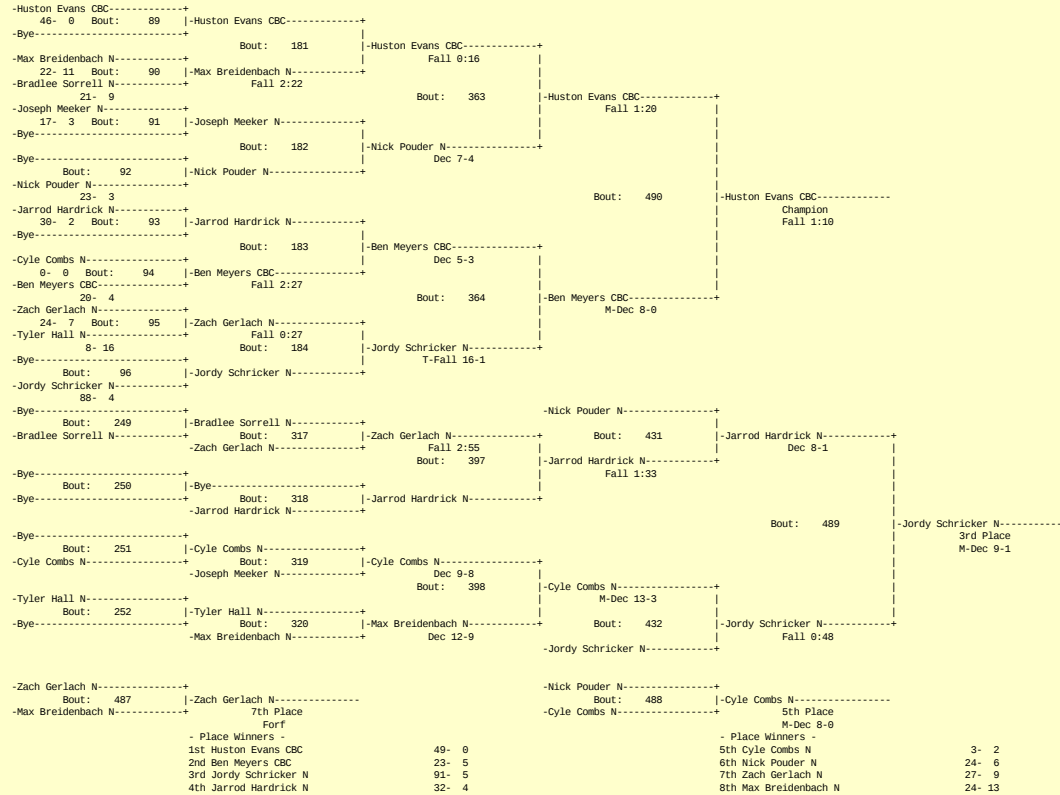 -Huston Evans CBC-----------+
46-  0   Bout:     89     |-Huston Evans CBC------------+
-Bye------------------------+                             |
Bout:    181         |-Huston Evans CBC------------+
-Max Breidenbach N----------+                             |          Fall 0:16          |
22- 11   Bout:     90     |-Max Breidenbach N-----------+                             |
-Bradlee Sorrell N----------+          Fall 2:22                                        |
21-  9                                                Bout:    363         |-Huston Evans CBC------------+
-Joseph Meeker N------------+                                                           |          Fall 1:20          |
17-  3   Bout:     91     |-Joseph Meeker N-------------+                             |                             |
-Bye------------------------+                             |                             |                             |
Bout:    182         |-Nick Pouder N---------------+                             |
-Bye------------------------+                             |           Dec 7-4                                         |
Bout:     92         |-Nick Pouder N---------------+                                                           |
-Nick Pouder N--------------+                                                                                         |
23-  3                                                                              Bout:    490         |-Huston Evans CBC------------
-Jarrod Hardrick N----------+                                                                                         |          Champion
30-  2   Bout:     93     |-Jarrod Hardrick N-----------+                                                           |          Fall 1:10
-Bye------------------------+                             |                                                           |
Bout:    183         |-Ben Meyers CBC--------------+                             |
-Cyle Combs N---------------+                             |           Dec 5-3           |                             |
0-  0   Bout:     94     |-Ben Meyers CBC--------------+                             |                             |
-Ben Meyers CBC-------------+          Fall 2:27                                        |                             |
20-  4                                                Bout:    364         |-Ben Meyers CBC--------------+
-Zach Gerlach N-------------+                                                           |          M-Dec 8-0
24-  7   Bout:     95     |-Zach Gerlach N--------------+                             |
-Tyler Hall N---------------+          Fall 0:27          |                             |
8- 16                    Bout:    184         |-Jordy Schricker N-----------+
-Bye------------------------+                             |         T-Fall 16-1
Bout:     96         |-Jordy Schricker N-----------+
-Jordy Schricker N----------+
88-  4
-Bye------------------------+                                                           -Nick Pouder N--------------+
Bout:    249         |-Bradlee Sorrell N-----------+                                                           |
-Bradlee Sorrell N----------+        Bout:    317         |-Zach Gerlach N--------------+        Bout:    431         |-Jarrod Hardrick N-----------+
-Zach Gerlach N-------------+          Fall 2:55          |                             |           Dec 8-1           |
Bout:    397         |-Jarrod Hardrick N-----------+                             |
-Bye------------------------+                                                           |          Fall 1:33                                        |
Bout:    250         |-Bye-------------------------+                             |                                                           |
-Bye------------------------+        Bout:    318         |-Jarrod Hardrick N-----------+                                                           |
-Jarrod Hardrick N----------+                                                                                         |
Bout:    489         |-Jordy Schricker N----------
-Bye------------------------+                                                                                                                       |          3rd Place
Bout:    251         |-Cyle Combs N----------------+                                                                                         |          M-Dec 9-1
-Cyle Combs N---------------+        Bout:    319         |-Cyle Combs N----------------+                                                           |
-Joseph Meeker N------------+           Dec 9-8           |                                                           |
Bout:    398         |-Cyle Combs N----------------+                             |
-Tyler Hall N---------------+                                                           |         M-Dec 13-3          |                             |
Bout:    252         |-Tyler Hall N----------------+                             |                             |                             |
-Bye------------------------+        Bout:    320         |-Max Breidenbach N-----------+        Bout:    432         |-Jordy Schricker N-----------+
-Max Breidenbach N----------+          Dec 12-9                                         |          Fall 0:48
-Jordy Schricker N----------+
-Zach Gerlach N-------------+                                                           -Nick Pouder N--------------+
Bout:    487         |-Zach Gerlach N--------------                                      Bout:    488         |-Cyle Combs N----------------
-Max Breidenbach N----------+          7th Place                                        -Cyle Combs N---------------+          5th Place
Forf                                                                                     M-Dec 8-0
- Place Winners -                                                                        - Place Winners -
1st Huston Evans CBC                     49-  0                                          5th Cyle Combs N                          3-  2
2nd Ben Meyers CBC                       23-  5                                          6th Nick Pouder N                        24-  6
3rd Jordy Schricker N                    91-  5                                          7th Zach Gerlach N                       27-  9
4th Jarrod Hardrick N                    32-  4                                          8th Max Breidenbach N                    24- 13